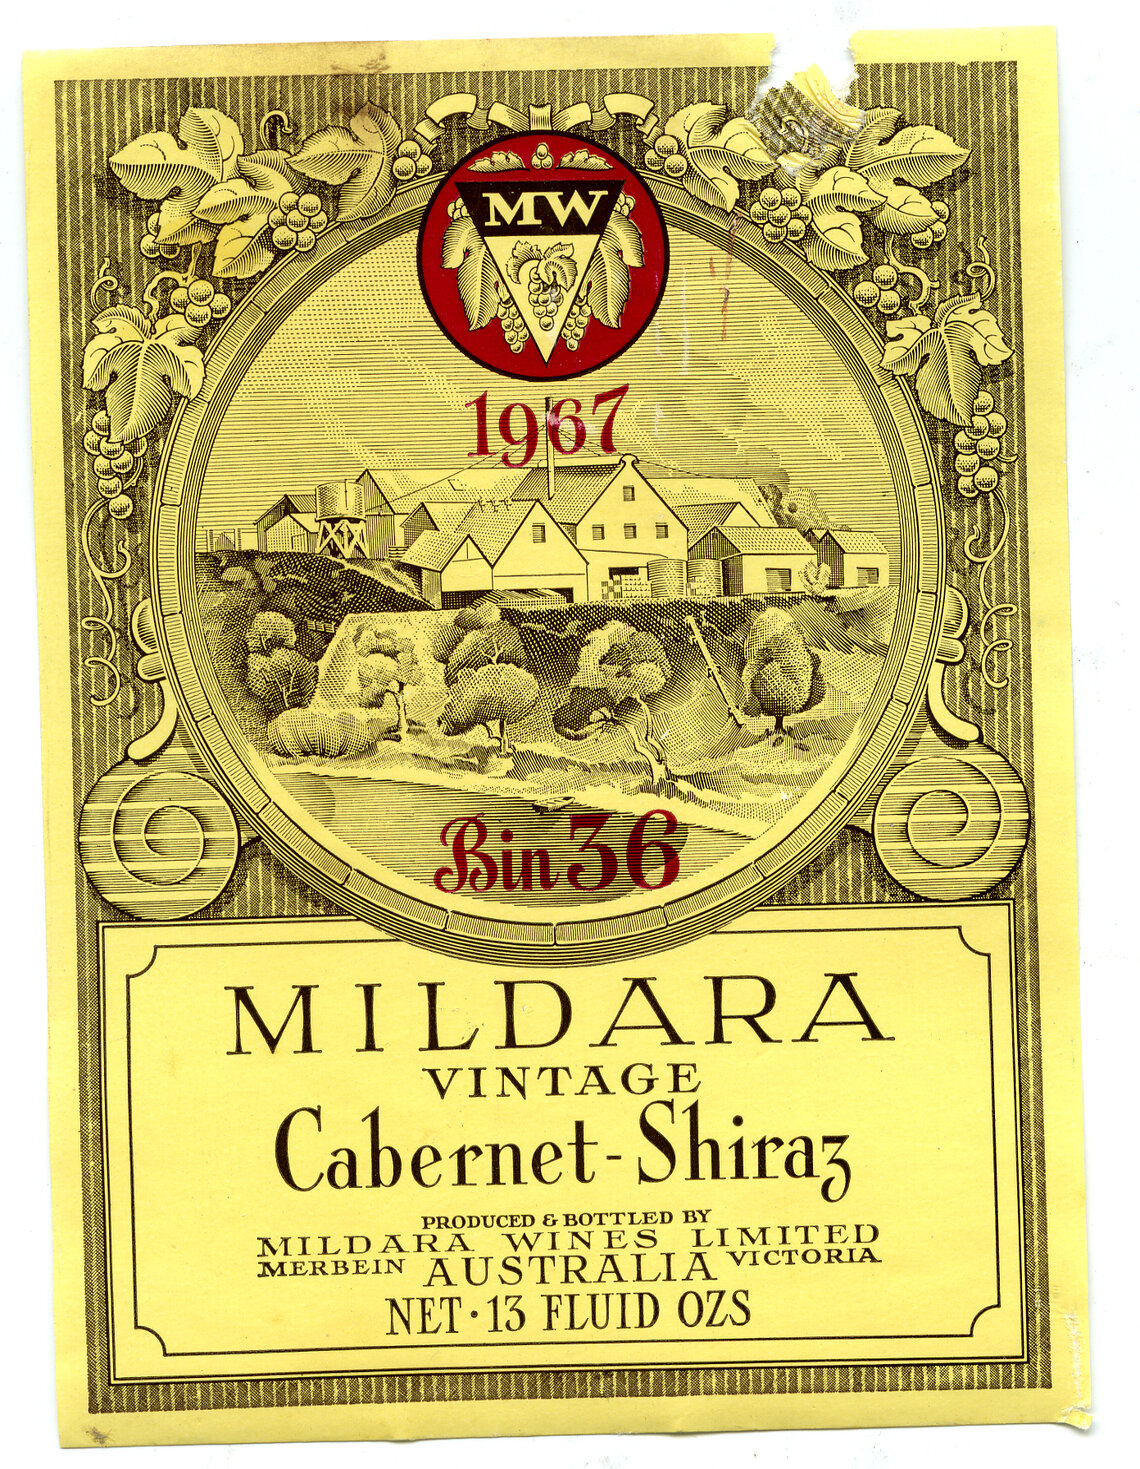 MW
1967
Bin 36
MILDARA
VINTAGE
Cabernet-Shiraz
PRODUCED & BOTTLED BY
MILDARA WINES LIMITED
MERBEIN AUSTRALIA VICTORIA
NET·13 FLUID OZS